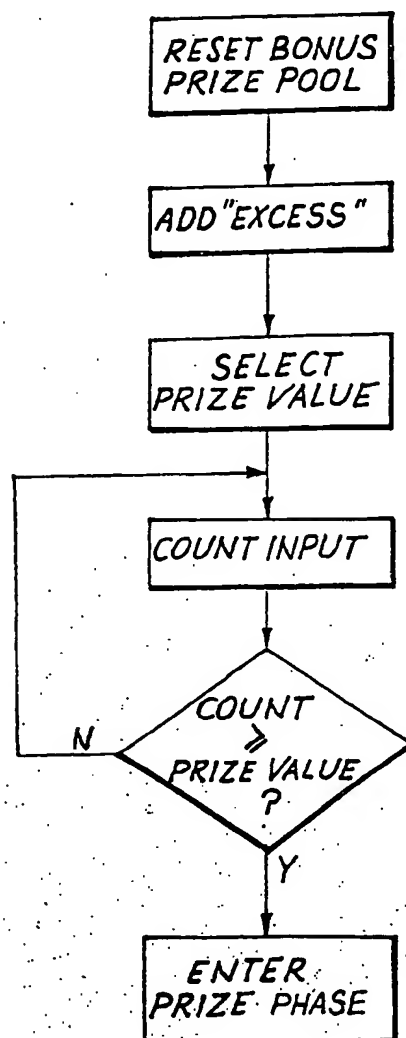 RESET BONUS
PRIZE POOL
ADD "EXCESS"
SELECT
PRIZE VALUE
COUNT INPUT
COUNT
⩾
PRIZE VALUE
?
N
Y
ENTER
PRIZE PHASE